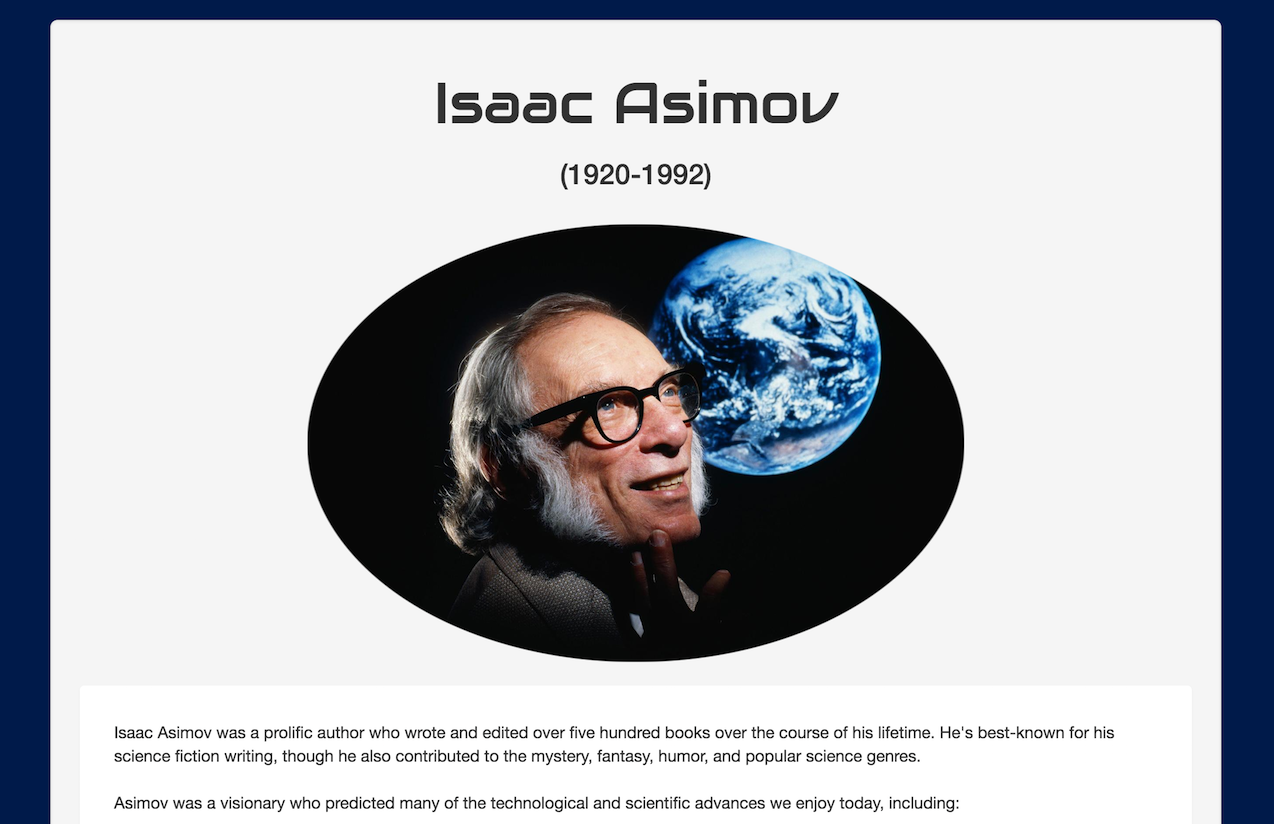 Isaac Asimov
(1920-1992)
Isaac Asimov was a prolific author who wrote and edited over five hundred books over the course of his lifetime. He's best-known for his
science fiction writing, though he also contributed to the mystery, fantasy, humor, and popular science genres.
Asimov was a visionary who predicted many of the technological and scientific advances we enjoy today, including: